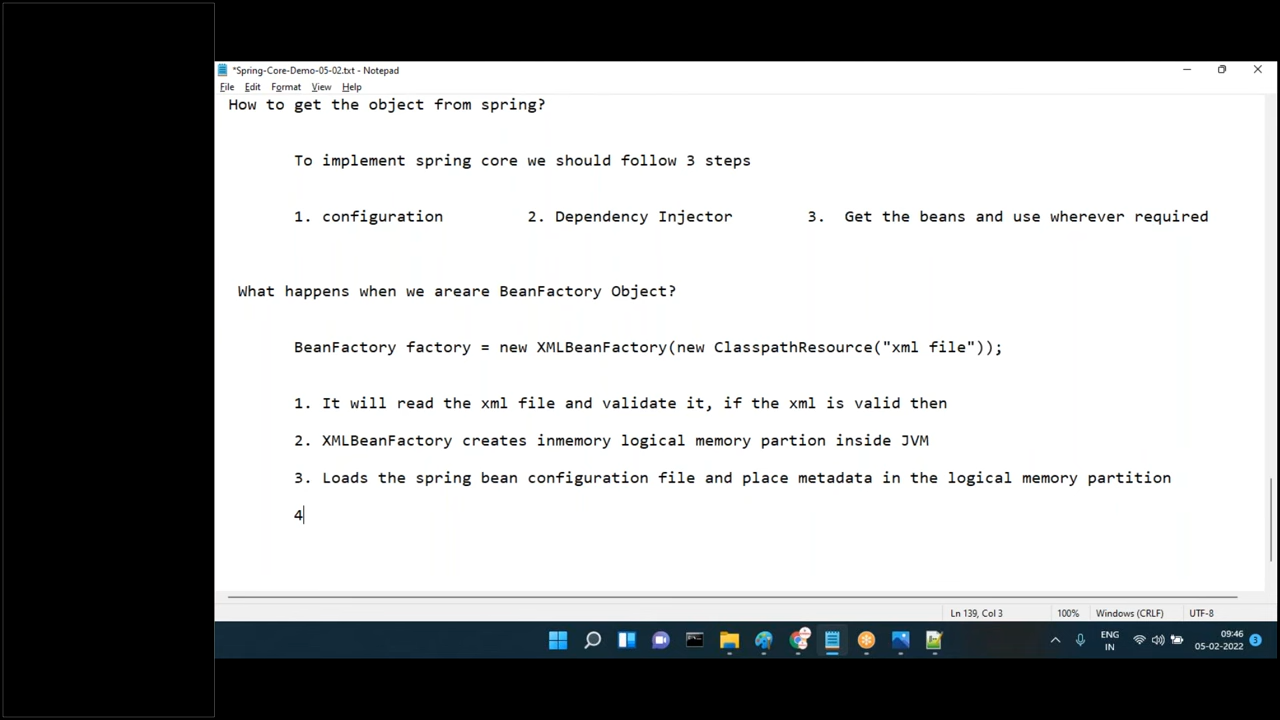 *Spring-Core-Demo-05-02.txt - Notepad
File Edit Format View Help
How to get the object from spring?
To implement spring core we should follow 3 steps
1. configuration 2. Dependency Injector 3. Get the beans and use wherever required
What happens when we areare BeanFactory Object?
BeanFactory factory = new XMLBeanFactory(new ClasspathResource("xml file"));
1. It will read the xml file and validate it, if the xml is valid then
2. XMLBeanFactory creates inmemory logical memory partion inside JVM
3. Loads the spring bean configuration file and place metadata in the logical memory partition
4
Ln 139, Col 3 100% Windows (CRLF) UTF-8
ENG 09:46
IN 05-02-2022 3